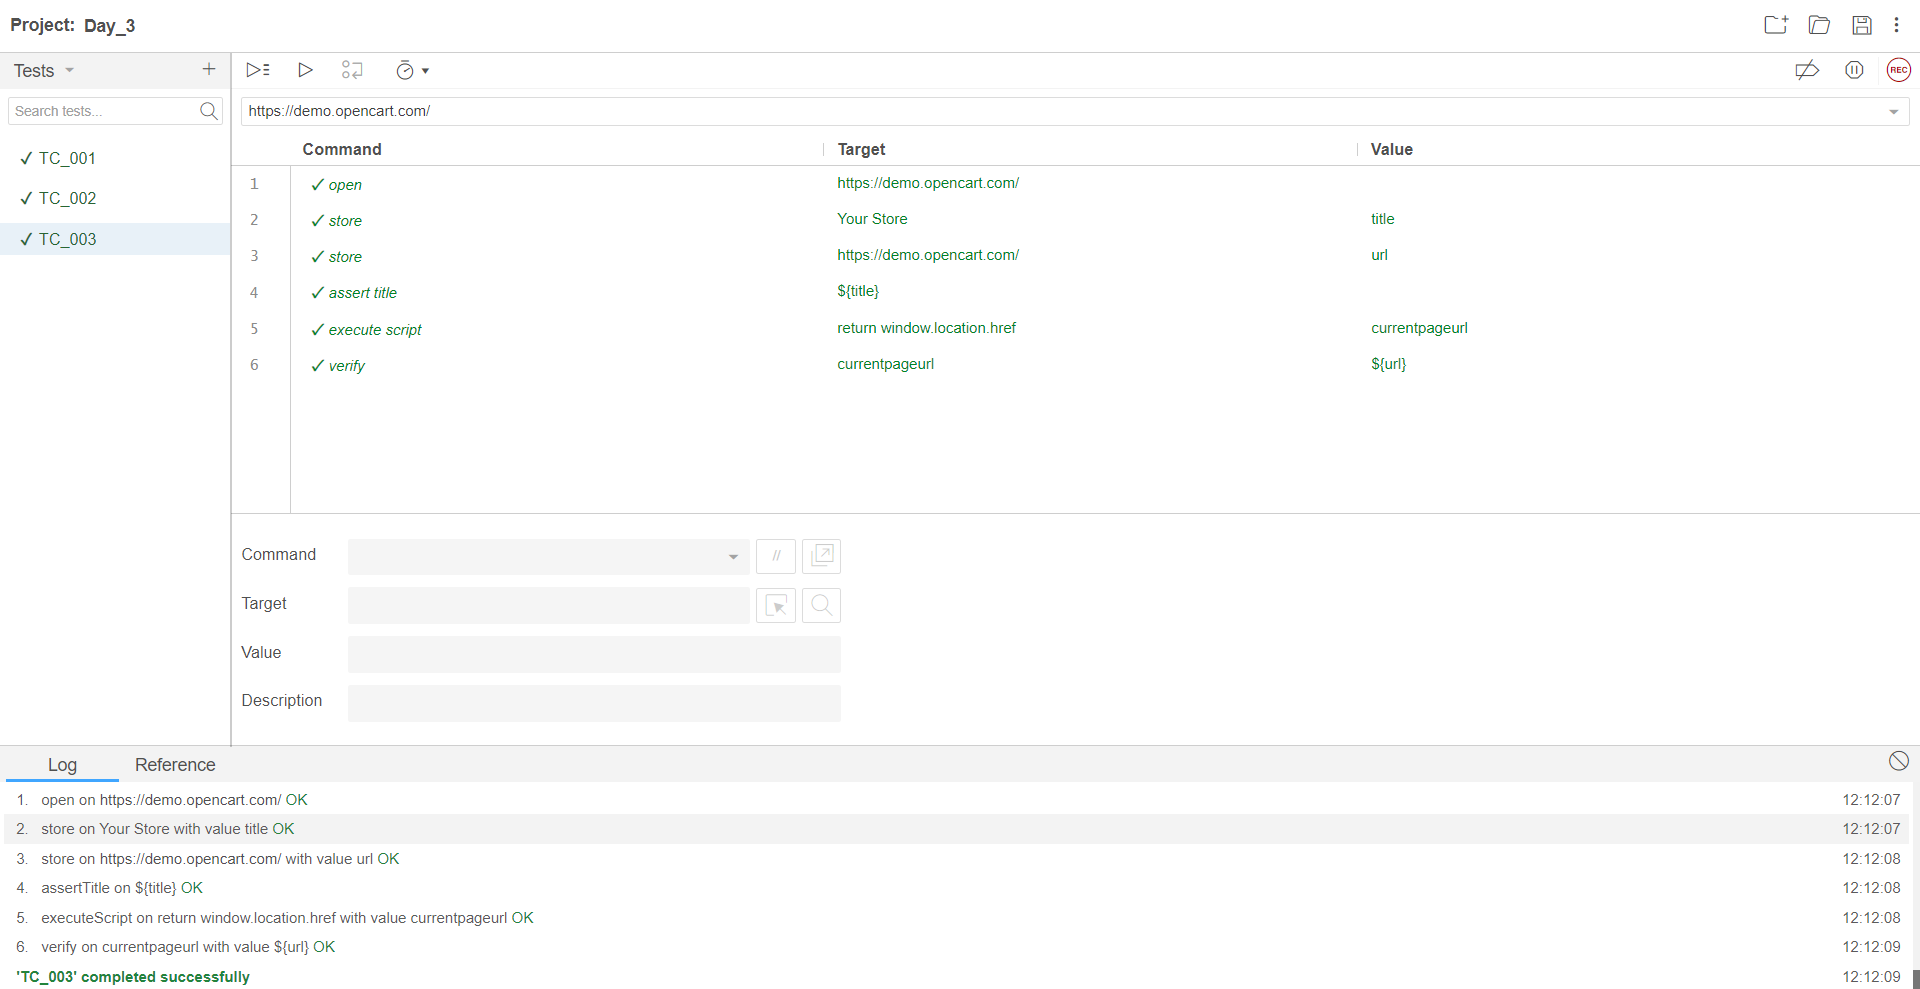 Project: Day_3
Tests
Search tests...
✓ TC_001
✓ TC_002
✓ TC_003
REC
https://demo.opencart.com/
Command Target Value
1 ✓ open https://demo.opencart.com/
2 ✓ store Your Store title
3 ✓ store https://demo.opencart.com/ url
4 ✓ assert title ${title}
5 ✓ execute script return window.location.href currentpageurl
6 ✓ verify currentpageurl ${url}
Command //
Target
Value
Description
Log Reference
1. open on https://demo.opencart.com/ OK 12:12:07
2. store on Your Store with value title OK 12:12:07
3. store on https://demo.opencart.com/ with value url OK 12:12:08
4. assertTitle on ${title} OK 12:12:08
5. executeScript on return window.location.href with value currentpageurl OK 12:12:08
6. verify on currentpageurl with value ${url} OK 12:12:09
'TC_003' completed successfully 12:12:09